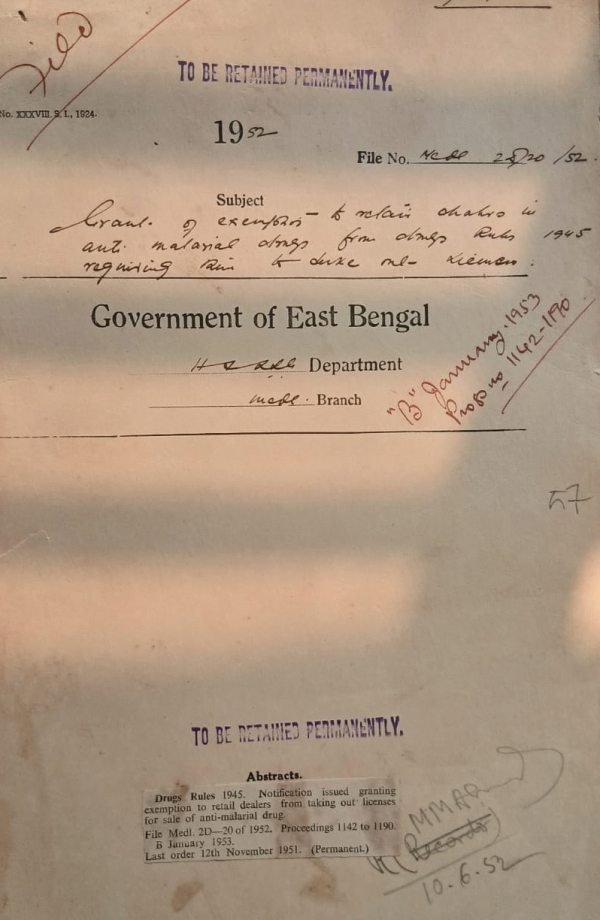 Filed
TO BE RETAINED PERMANENTLY.
No. XXXVIII. S. I., 1924.
1952
File No. Medl 2D-20/52.
Subject
Grant of exemption to retail dealers in
anti malarial drugs from drugs Rules 1945
requiring them to take out licenses.
Government of East Bengal
Department
Medl. Branch
"B" January. 1953
Progs no 1142-1190
57
TO BE RETAINED PERMANENTLY.
Abstracts.
Drugs Rules 1945. Notification issued granting
exemption to retail dealers from taking out licenses
for sale of anti-malarial drug.
File Medl. 2D—20 of 1952. Proceedings 1142 to 1190.
B January 1953.
Last order 12th November 1951. (Permanent.)
Records
10.6.52